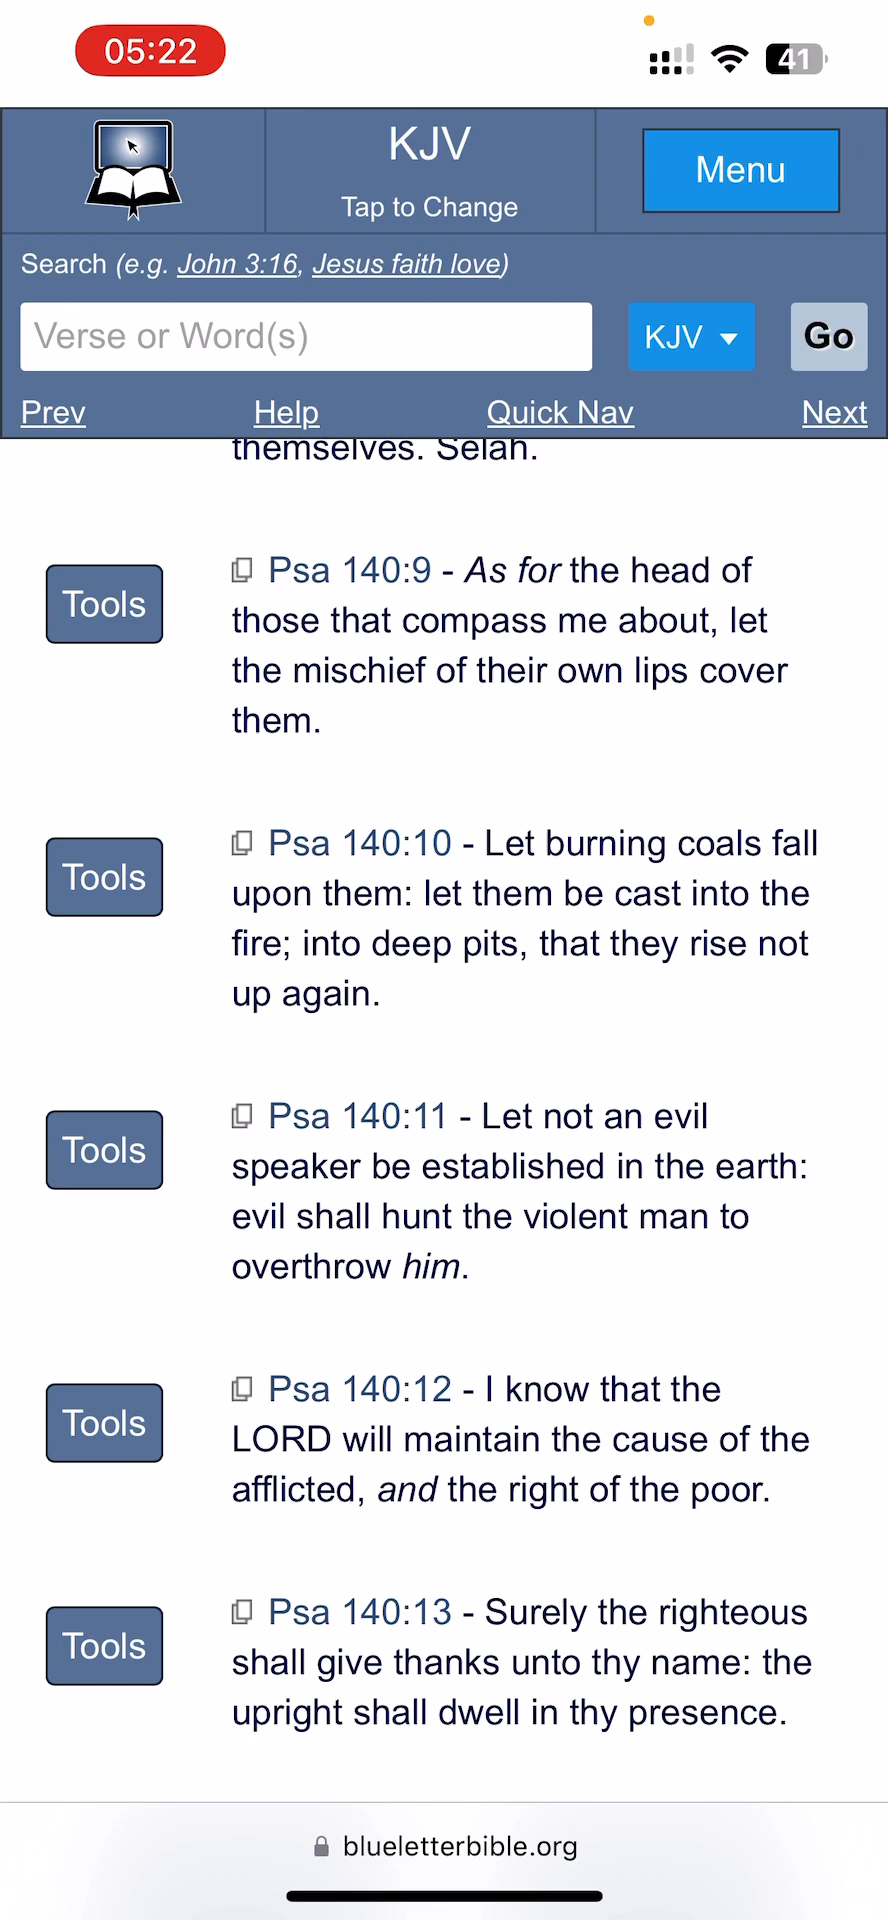 05:22
41
KJV
Tap to Change
Menu
Search (e.g. John 3:16, Jesus faith love)
Verse or Word(s)
KJV
Go
Prev Help Quick Nav Next
themselves. Selah.
Tools
Psa 140:9 - As for the head of
those that compass me about, let
the mischief of their own lips cover
them.
Tools
Psa 140:10 - Let burning coals fall
upon them: let them be cast into the
fire; into deep pits, that they rise not
up again.
Tools
Psa 140:11 - Let not an evil
speaker be established in the earth:
evil shall hunt the violent man to
overthrow him.
Tools
Psa 140:12 - I know that the
LORD will maintain the cause of the
afflicted, and the right of the poor.
Tools
Psa 140:13 - Surely the righteous
shall give thanks unto thy name: the
upright shall dwell in thy presence.
blueletterbible.org